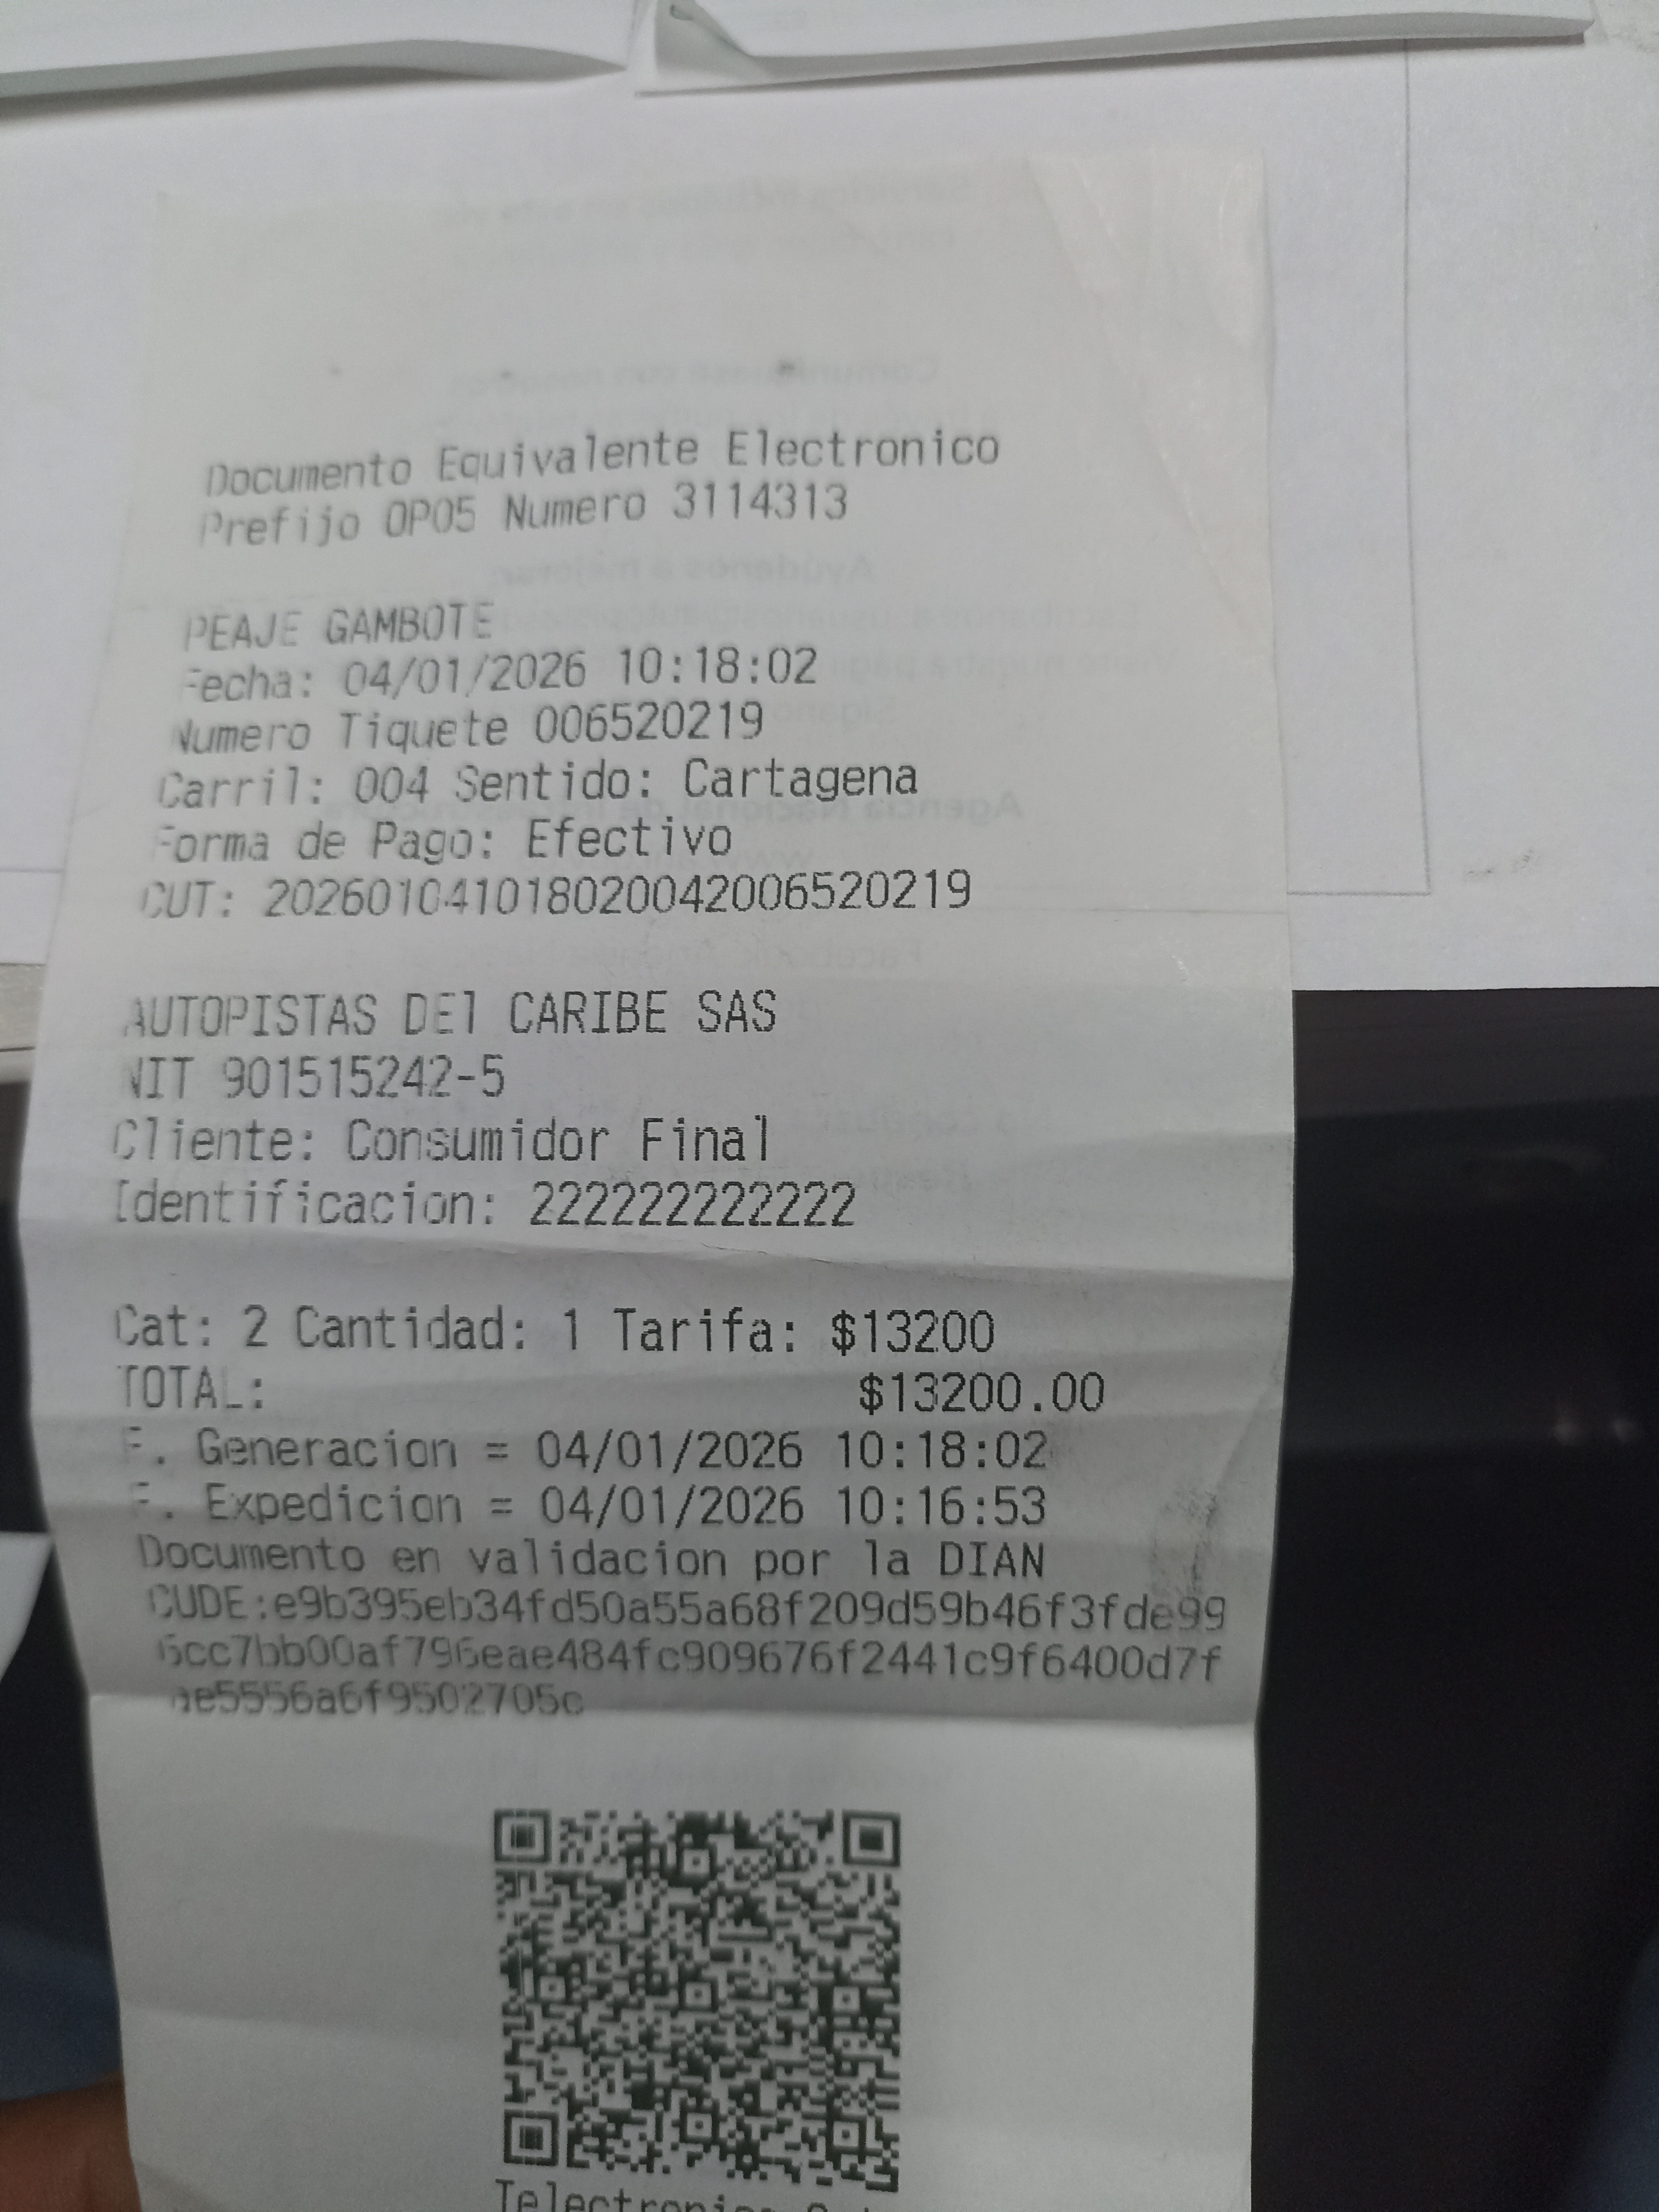 Documento Equivalente Electronico
Prefijo OP05 Numero 3114313
PEAJE GAMBOTE
Fecha: 04/01/2026 10:18:02
Numero Tiquete 006520219
Carril: 004 Sentido: Cartagena
Forma de Pago: Efectivo
CUT: 202601041018020042006520219
AUTOPISTAS DEl CARIBE SAS
NIT 901515242-5
Cliente: Consumidor Final
Identificacion: 222222222222
Cat: 2 Cantidad: 1 Tarifa: $13200
TOTAL: $13200.00
F. Generacion = 04/01/2026 10:18:02
F. Expedicion = 04/01/2026 10:16:53
Documento en validacion por la DIAN
CUDE:e9b395eb34fd50a55a68f209d59b46f3fde99
6cc7bb00af796eae484fc909676f2441c9f6400d7f
ae5556a6f9502705c